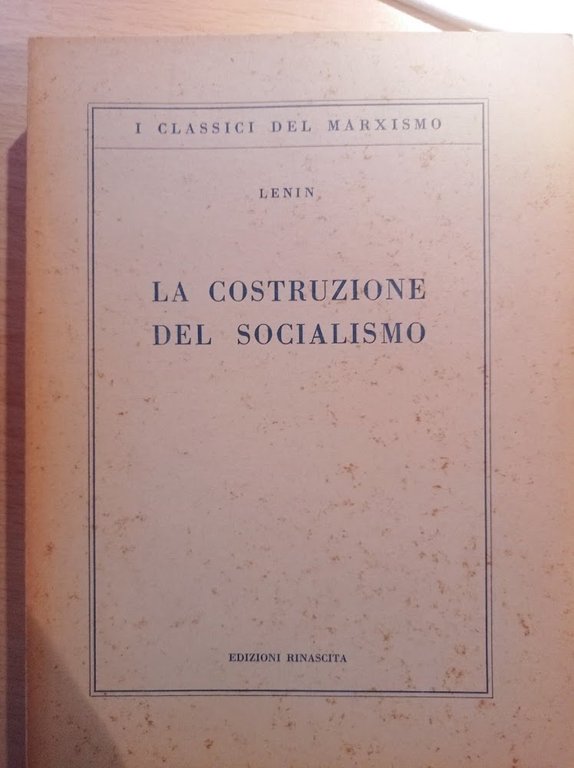 I CLASSICI DEL MARXISMO
LENIN
LA COSTRUZIONE
DEL SOCIALISMO
EDIZIONI RINASCITA